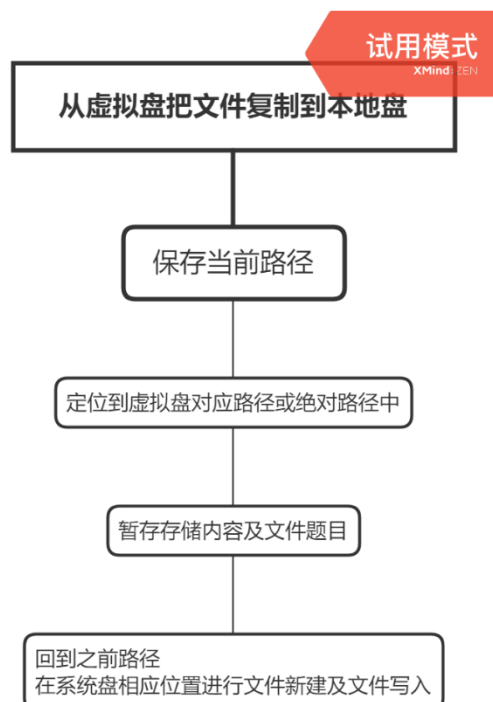 试用模式
XMind:ZEN
从虚拟盘把文件复制到本地盘
保存当前路径
定位到虚拟盘对应路径或绝对路径中
暂存存储内容及文件题目
回到之前路径
在系统盘相应位置进行文件新建及文件写入